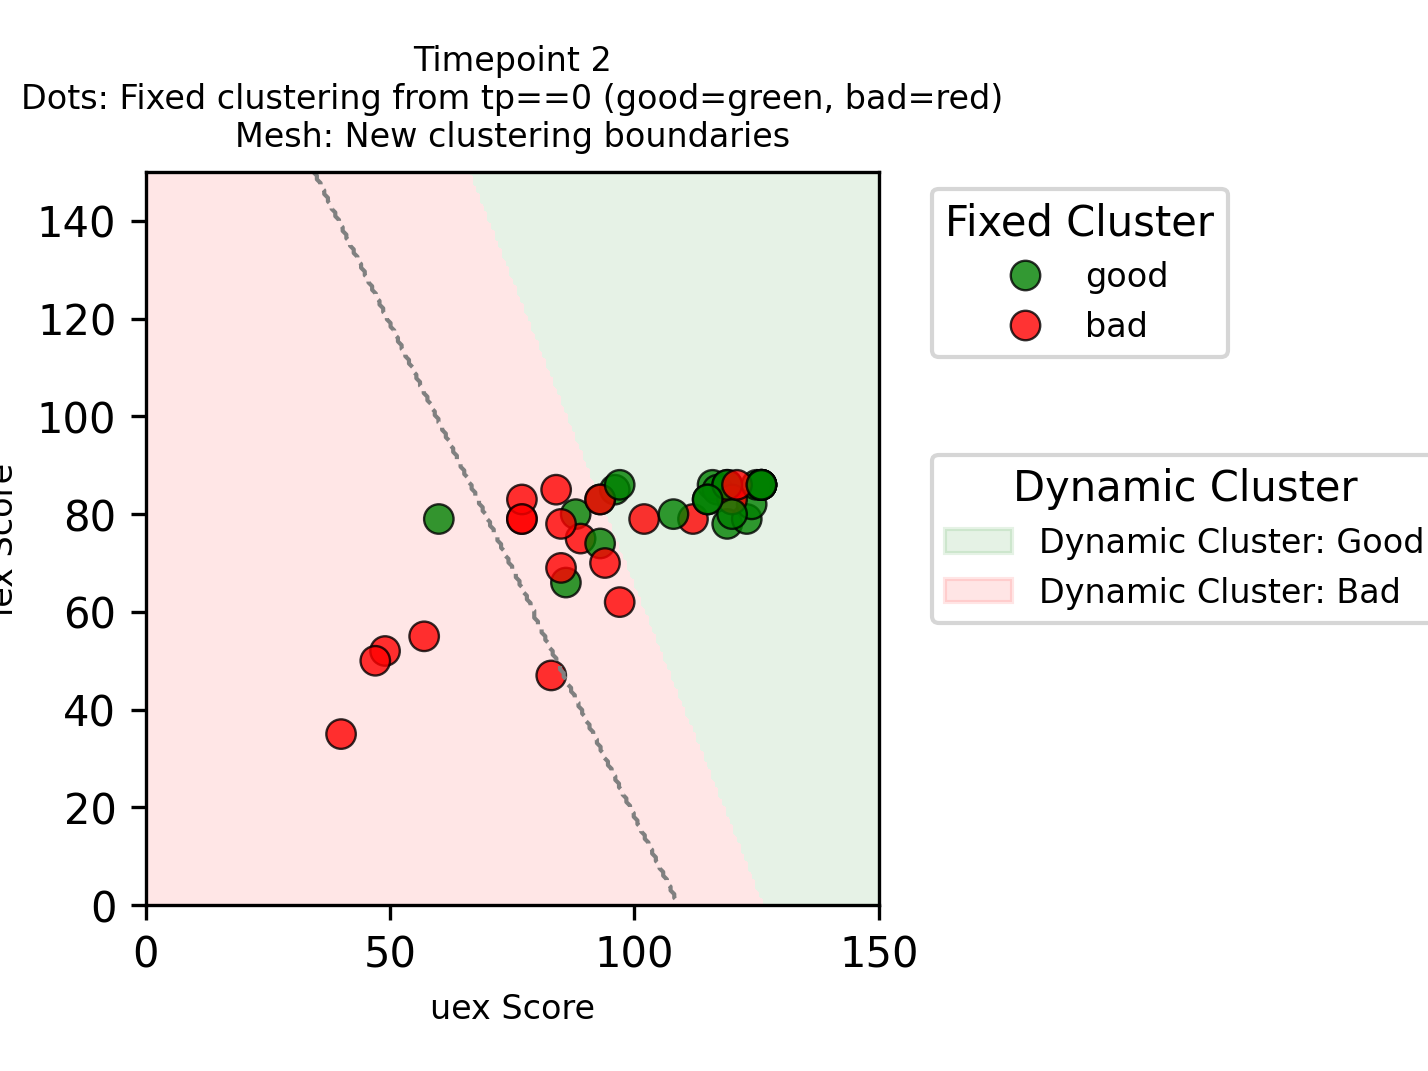 Timepoint 2
Dots: Fixed clustering from tp==0 (good=green, bad=red)
Mesh: New clustering boundaries
140
120
100
80
60
40
20
0
0 50 100 150
uex Score
Score
Fixed Cluster
good
bad
Dynamic Cluster
Dynamic Cluster: Good
Dynamic Cluster: Bad